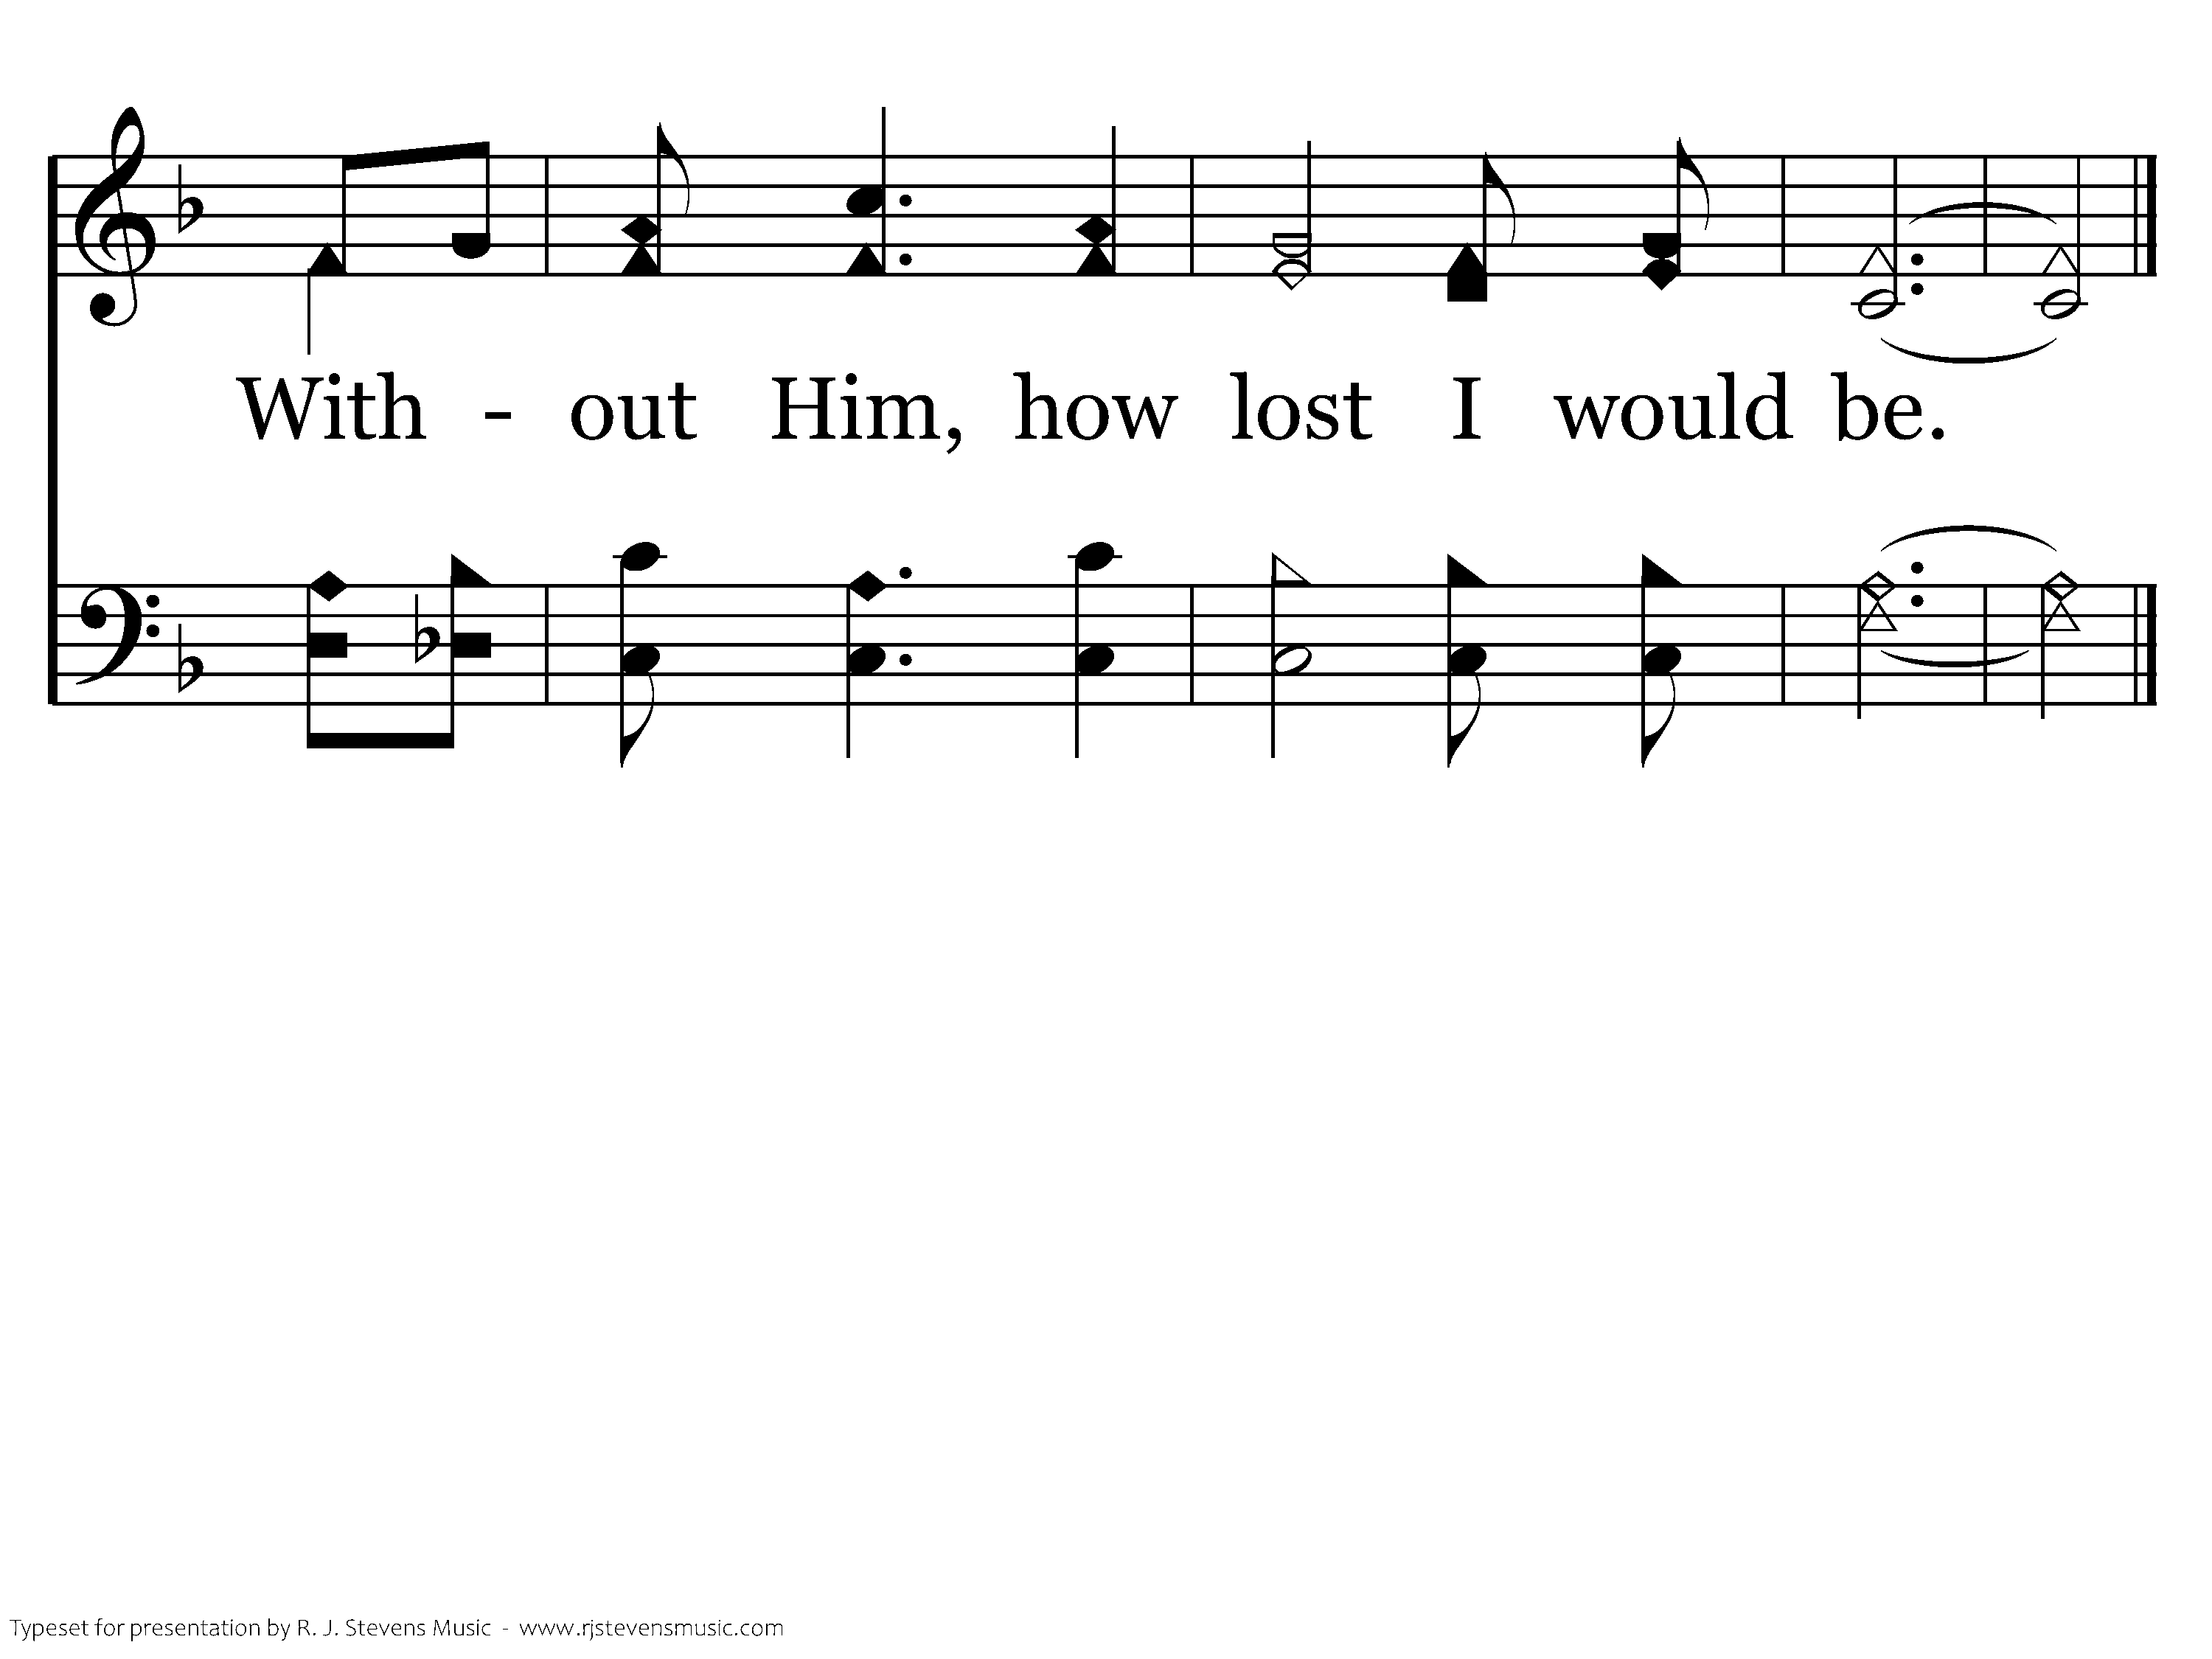 With - out Him, how lost I would be.
Typeset for presentation by R. J. Stevens Music - www.rjstevensmusic.com